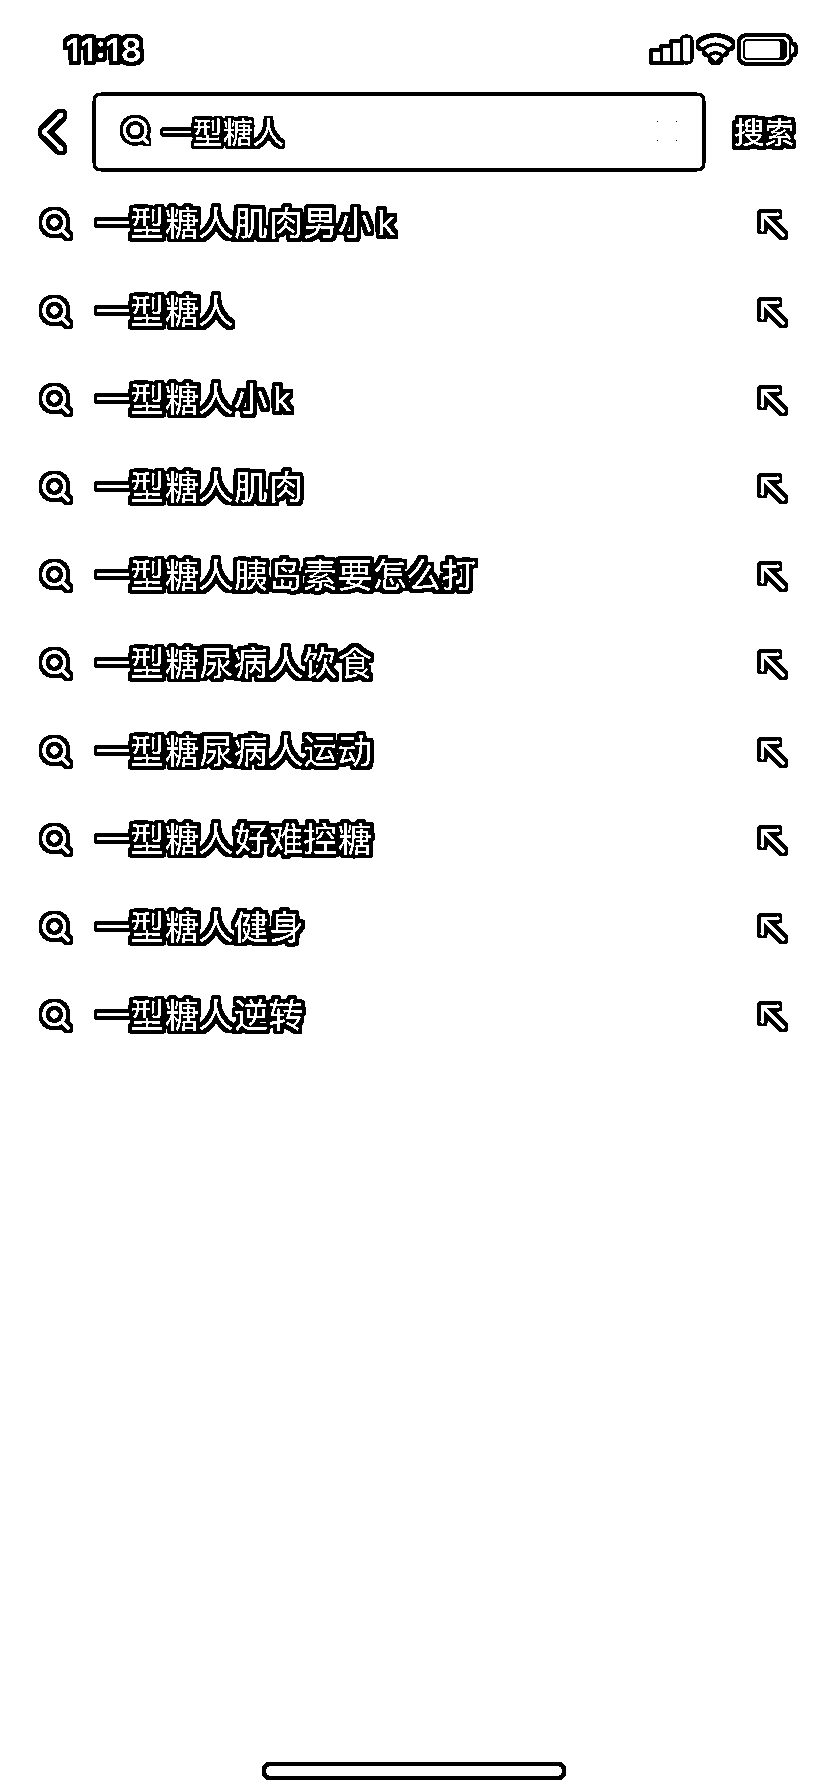 11:18
一型糖人
搜索
一型糖人肌肉男小k
一型糖人
一型糖人小k
一型糖人肌肉
一型糖人胰岛素要怎么打
一型糖尿病人饮食
一型糖尿病人运动
一型糖人好难控糖
一型糖人健身
一型糖人逆转